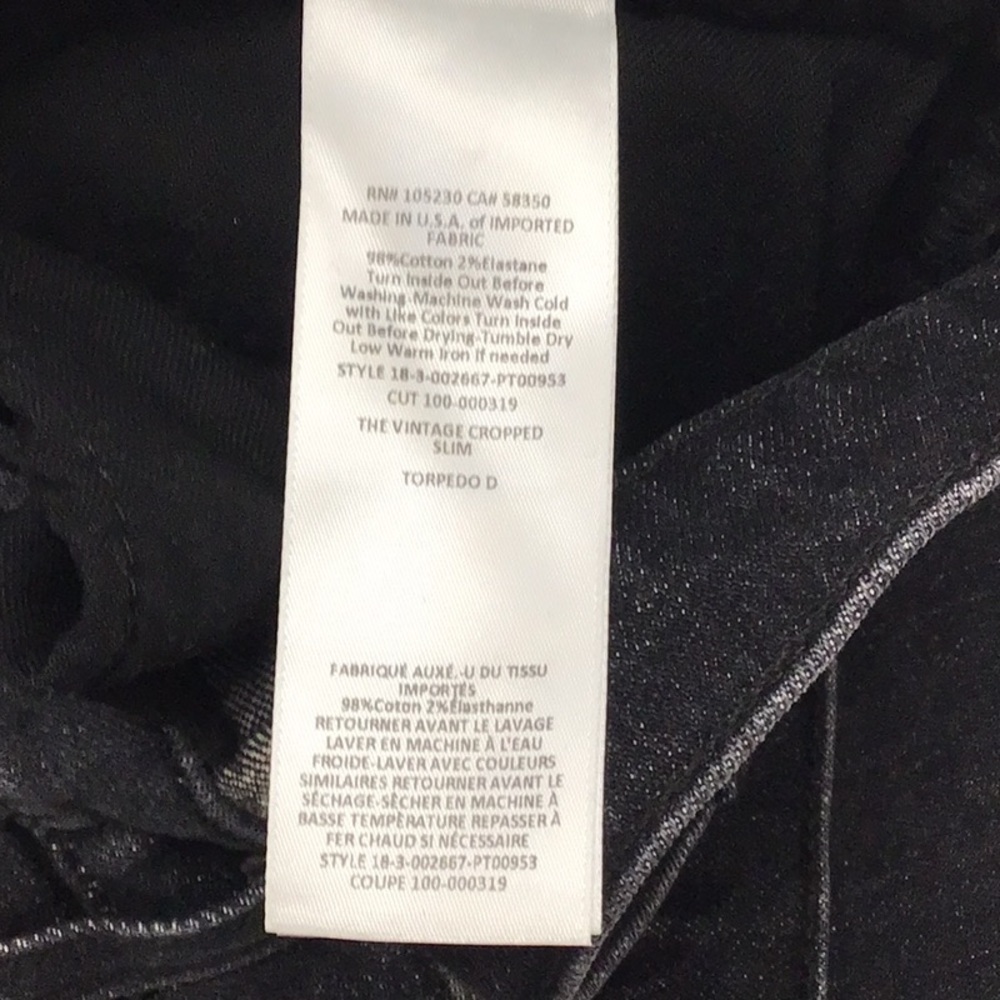 RN# 105230 CA# 58350
MADE IN U.S.A. of IMPORTED
FABRIC
98%Cotton 2%Elastane
Turn Inside Out Before
Washing-Machine Wash Cold
with Like Colors Turn Inside
Out Before Drying-Tumble Dry
Low Warm Iron If needed
STYLE 18-3-002667-PT00953
CUT 100-000319
THE VINTAGE CROPPED
SLIM
TORPEDO D
FABRIQUÉ AUXÉ.-U DU TISSU
IMPORTÉS
98%Coton 2%Élasthanne
RETOURNER AVANT LE LAVAGE
LAVER EN MACHINE À L'EAU
FROIDE-LAVER AVEC COULEURS
SIMILAIRES RETOURNER AVANT LE
SÉCHAGE-SÈCHER EN MACHINE À
BASSE TEMPÈRATURE REPASSER À
FER CHAUD SI NÉCESSAIRE
STYLE 18-3-002667-PT00953
COUPE 100-000319